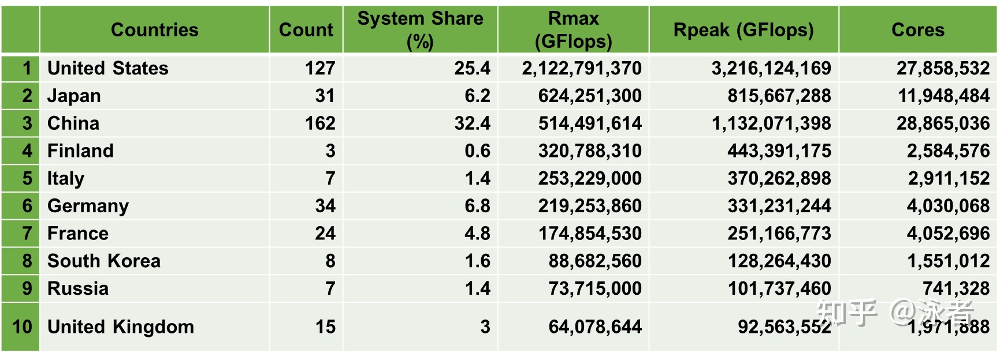 Countries Count System Share (%) Rmax (GFlops) Rpeak (GFlops) Cores
1 United States 127 25.4 2,122,791,370 3,216,124,169 27,858,532
2 Japan 31 6.2 624,251,300 815,667,288 11,948,484
3 China 162 32.4 514,491,614 1,132,071,398 28,865,036
4 Finland 3 0.6 320,788,310 443,391,175 2,584,576
5 Italy 7 1.4 253,229,000 370,262,898 2,911,152
6 Germany 34 6.8 219,253,860 331,231,244 4,030,068
7 France 24 4.8 174,854,530 251,166,773 4,052,696
8 South Korea 8 1.6 88,682,560 128,264,430 1,551,012
9 Russia 7 1.4 73,715,000 101,737,460 741,328
10 United Kingdom 15 3 64,078,644 92,563,552 1,971,888
知乎 @泳者